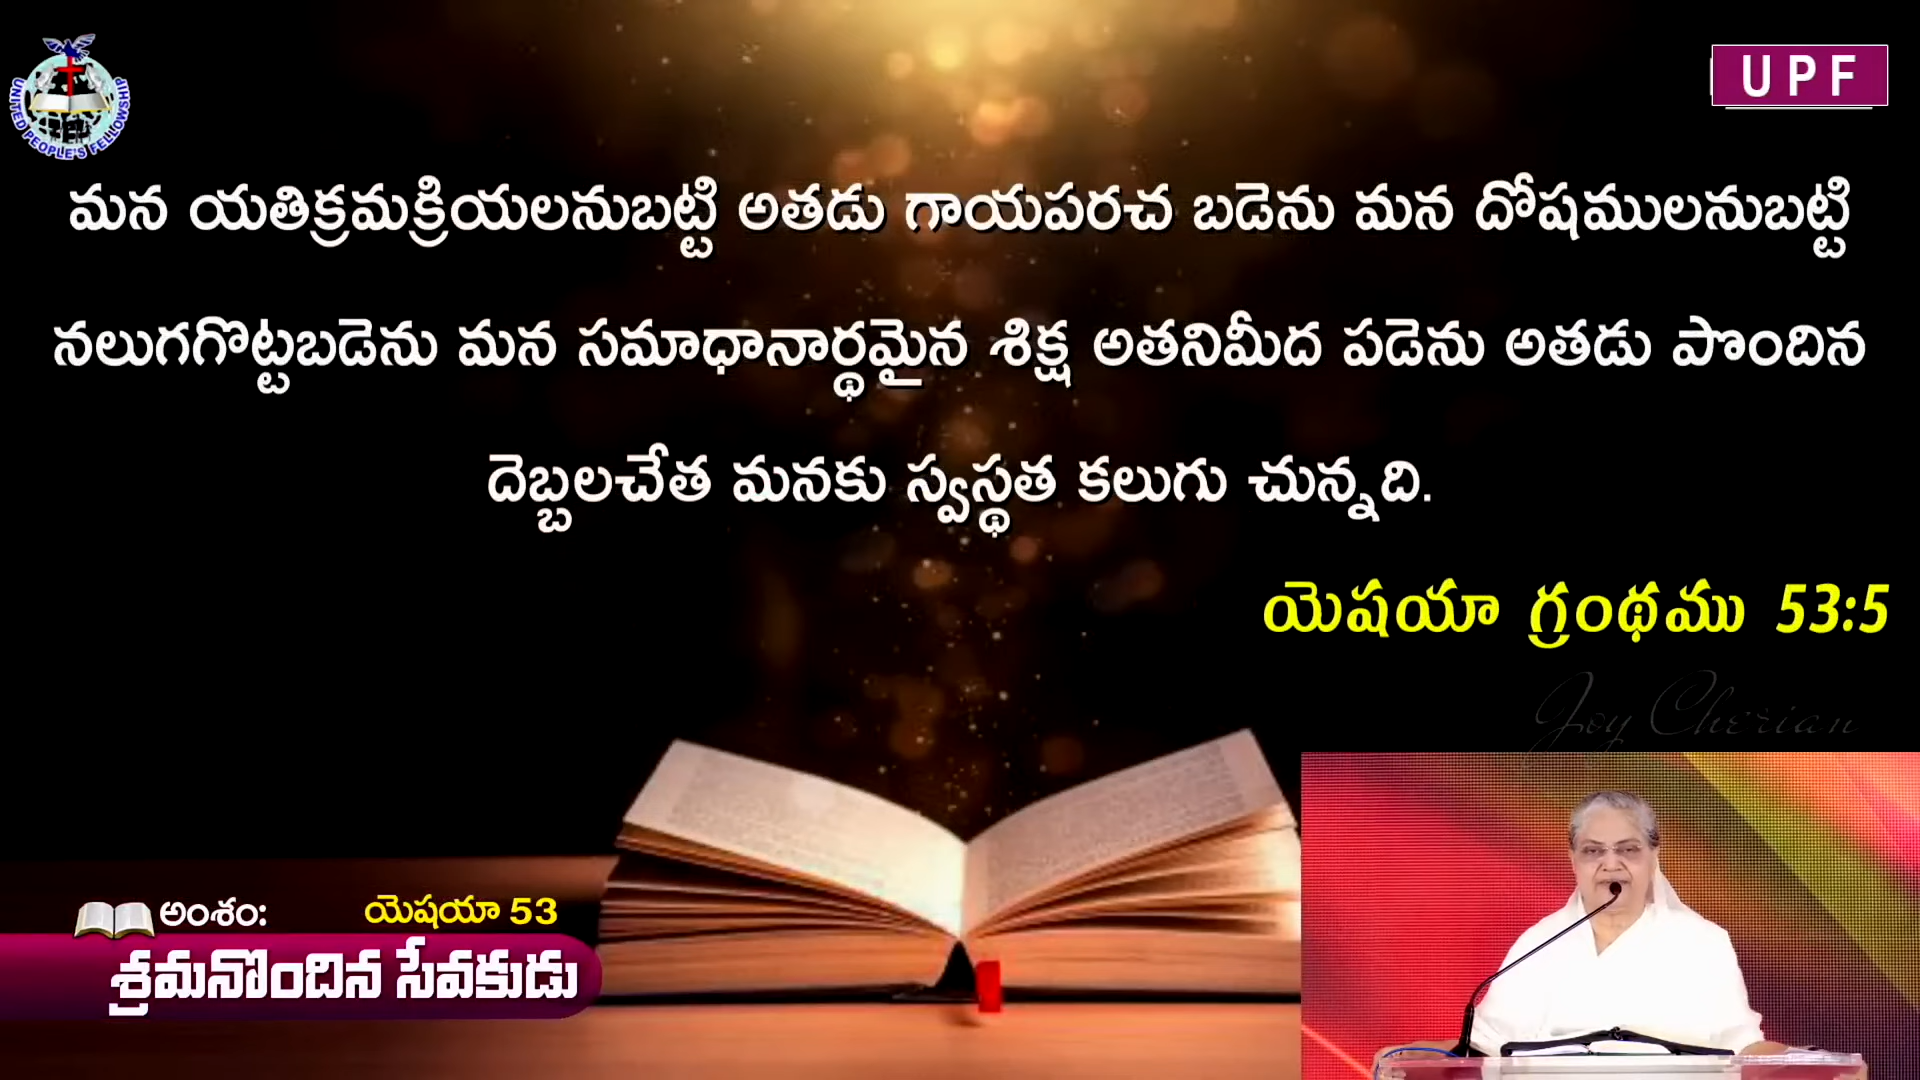 UNITED PEOPLE'S FELLOWSHIP
UPF
మన యతిక్రమక్రియలనుబట్టి అతడు గాయపరచ బడెను మన దోషములనుబట్టి
నలుగగొట్టబడెను మన సమాధానార్థమైన శిక్ష అతనిమీద పడెను అతడు పొందిన
దెబ్బలచేత మనకు స్వస్థత కలుగు చున్నది.
యెషయా గ్రంథము 53:5
Joy Cherian
అంశం: యెషయా 53
శ్రమనొందిన సేవకుడు